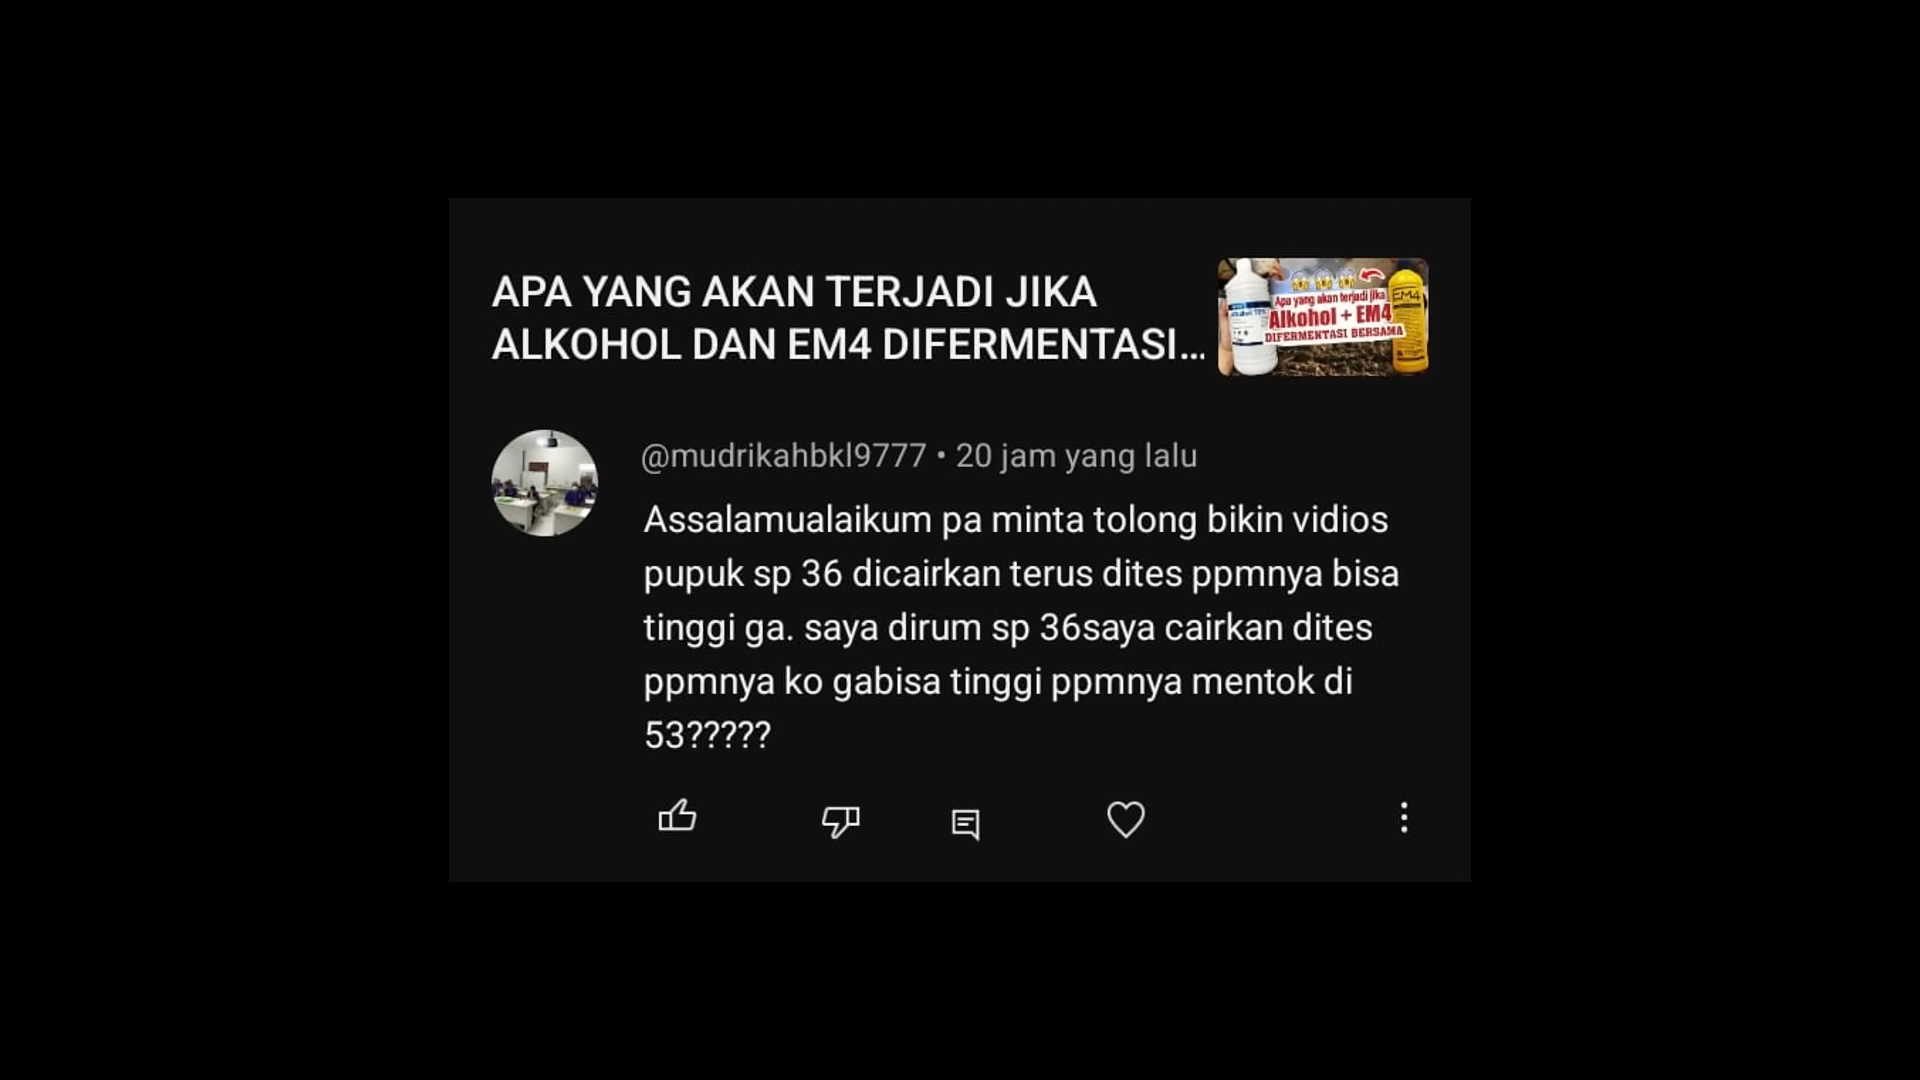 APA YANG AKAN TERJADI JIKA
ALKOHOL DAN EM4 DIFERMENTASI...
Apa yang akan terjadi jika
Alkohol + EM4
DIFERMENTASI BERSAMA
EM4
@mudrikahbkl9777 • 20 jam yang lalu
Assalamualaikum pa minta tolong bikin vidios
pupuk sp 36 dicairkan terus dites ppmnya bisa
tinggi ga. saya dirum sp 36saya cairkan dites
ppmnya ko gabisa tinggi ppmnya mentok di
53?????